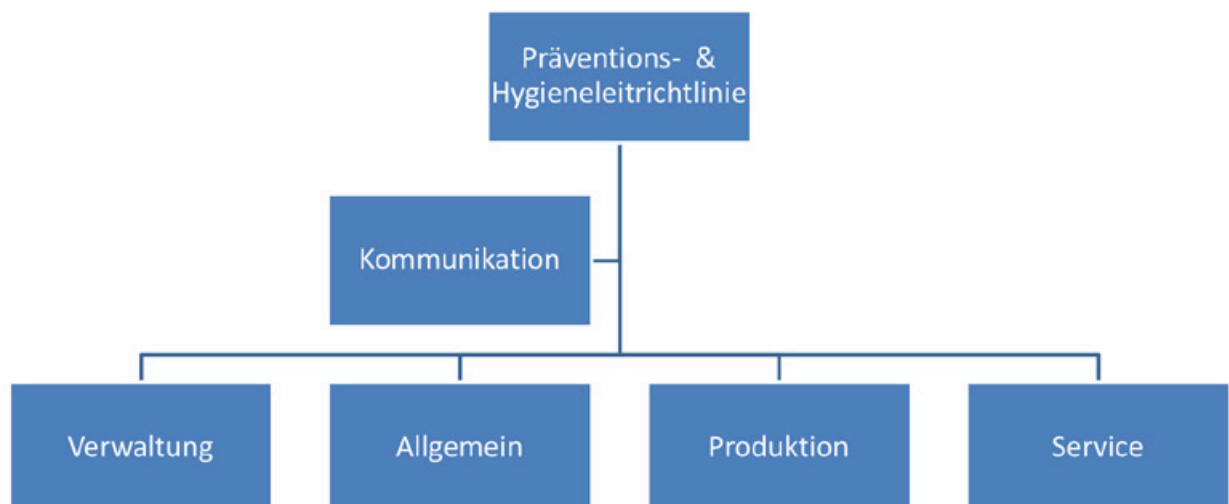 Präventions- &
Hygieneleitrichtlinie
Kommunikation
Verwaltung
Allgemein
Produktion
Service